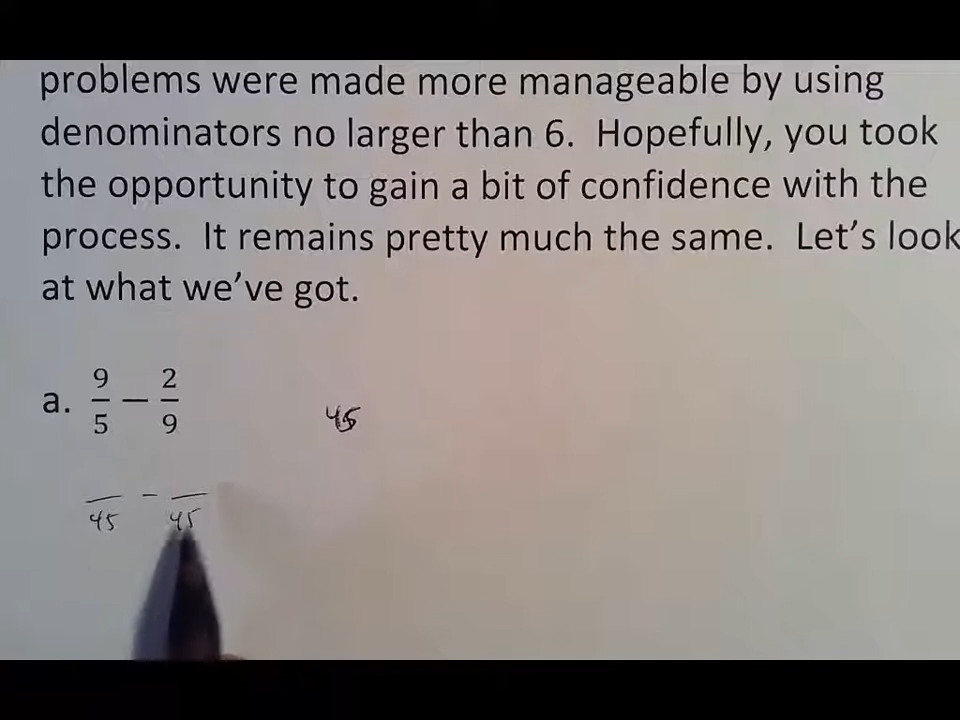 problems were made more manageable by using
denominators no larger than 6. Hopefully, you took
the opportunity to gain a bit of confidence with the
process. It remains pretty much the same. Let’s look
at what we’ve got.
a. 9/5 − 2/9
45
/45 - /45